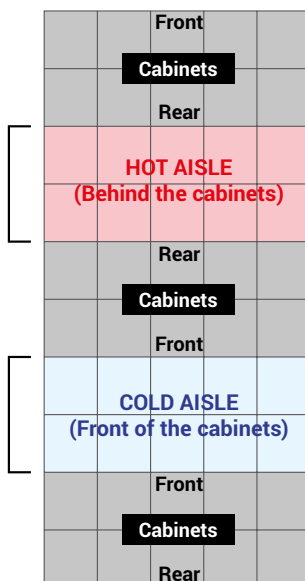 Front
Cabinets
Rear
HOT AISLE
(Behind the cabinets)
Rear
Cabinets
Front
COLD AISLE
(Front of the cabinets)
Front
Cabinets
Rear